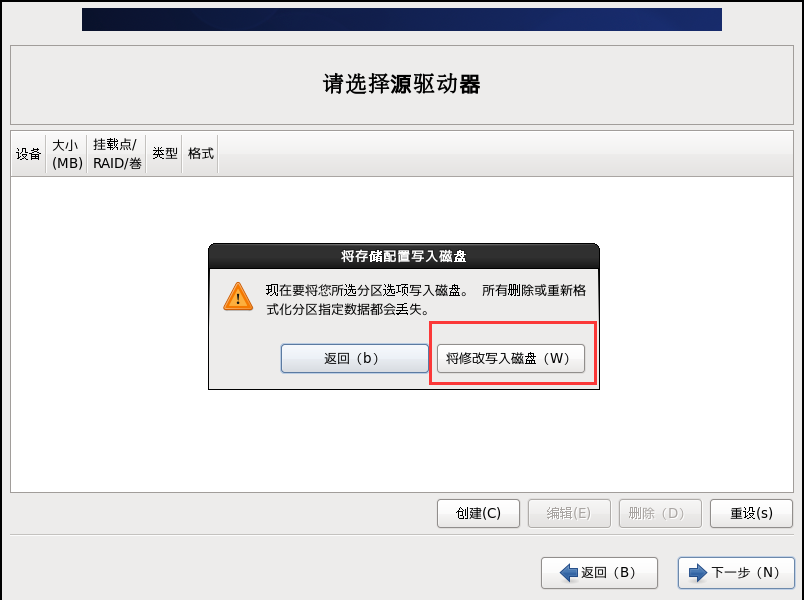 请选择源驱动器
设备
大小
(MB)
挂载点/
RAID/卷
类型
格式
将存储配置写入磁盘
现在要将您所选分区选项写入磁盘。 所有删除或重新格
式化分区指定数据都会丢失。
返回（b）
将修改写入磁盘（W）
创建(C)
编辑(E)
删除（D）
重设(s)
返回（B）
下一步（N）